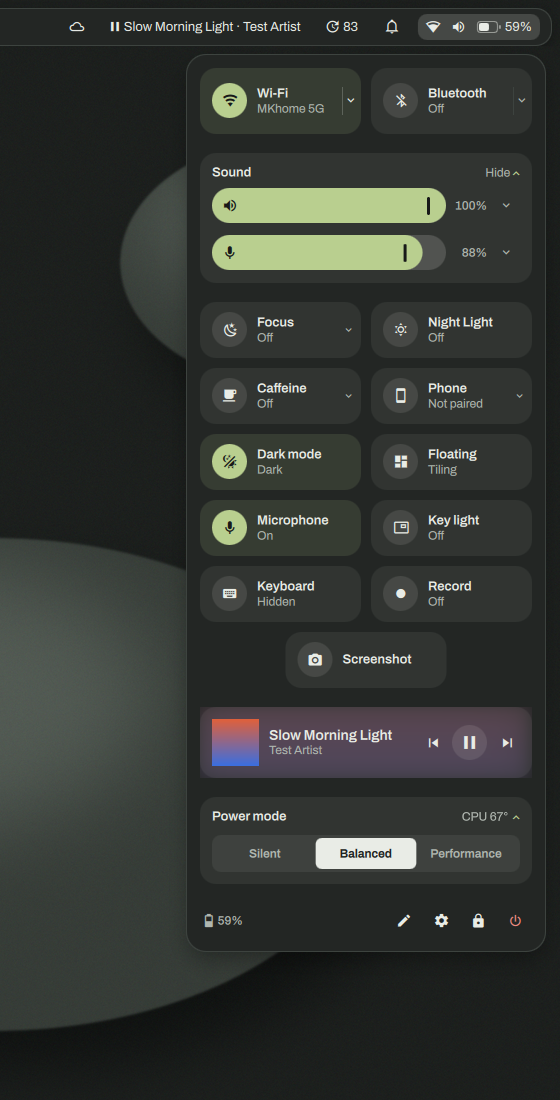 Slow Morning Light · Test Artist 83 59%
Wi-Fi
MKhome 5G
Bluetooth
Off
Sound Hide
100%
88%
Focus
Off
Night Light
Off
Caffeine
Off
Phone
Not paired
Dark mode
Dark
Floating
Tiling
Microphone
On
Key light
Off
Keyboard
Hidden
Record
Off
Screenshot
Slow Morning Light
Test Artist
Power mode CPU 67°
Silent Balanced Performance
59%